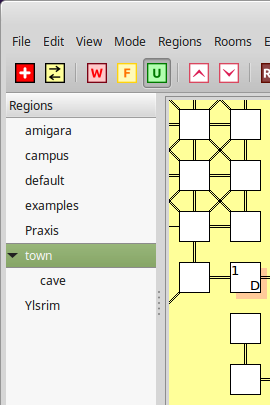 File Edit View Mode Regions Rooms E
W F U R
Regions
amigara
campus
default
examples
Praxis
town
cave
Ylsrim
1
D